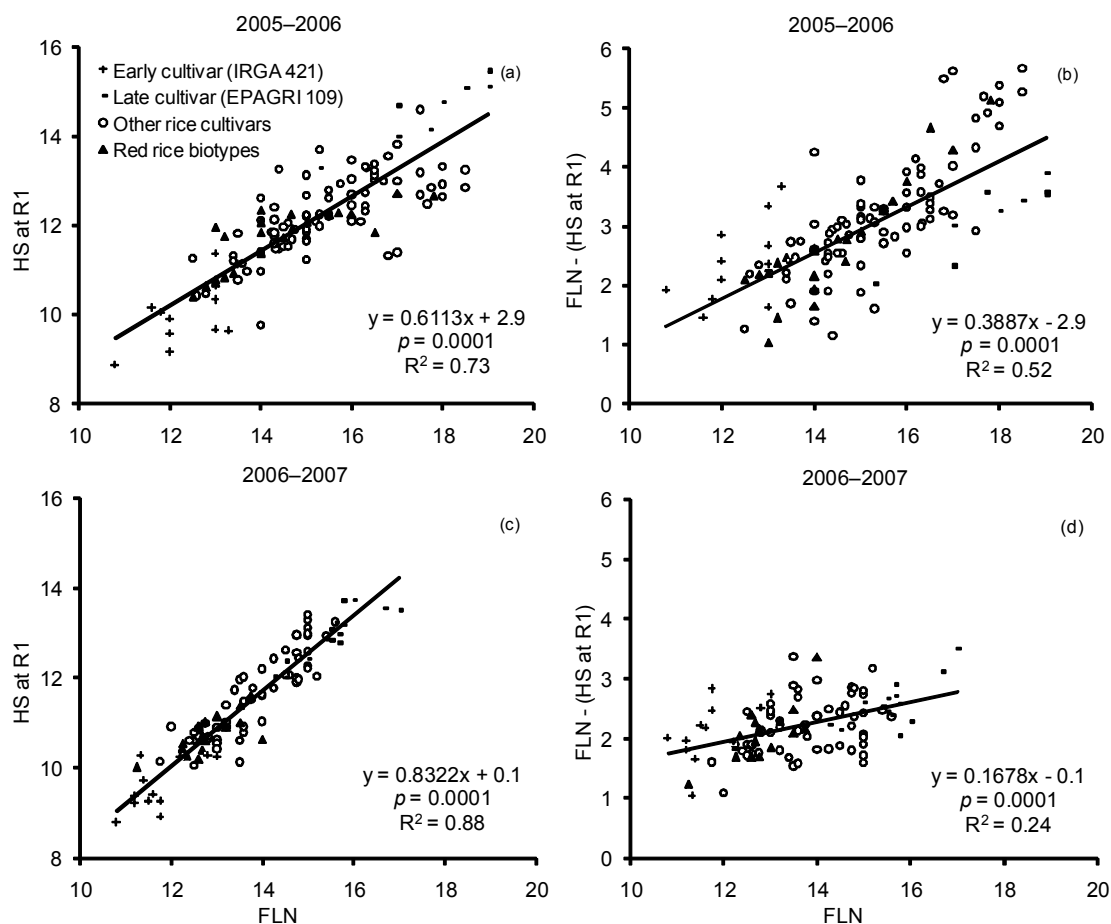 2005–2006
16
14
12
10
8
HS at R1
Early cultivar (IRGA 421)
Late cultivar (EPAGRI 109)
Other rice cultivars
Red rice biotypes
(a)
y = 0.6113x + 2.9
p = 0.0001
R² = 0.73
10 12 14 16 18 20
2005–2006
6
5
4
3
2
1
0
FLN - (HS at R1)
(b)
y = 0.3887x - 2.9
p = 0.0001
R² = 0.52
10 12 14 16 18 20
2006–2007
16
14
12
10
8
HS at R1
(c)
y = 0.8322x + 0.1
p = 0.0001
R² = 0.88
10 12 14 16 18 20
FLN
2006–2007
6
5
4
3
2
1
0
FLN - (HS at R1)
(d)
y = 0.1678x - 0.1
p = 0.0001
R² = 0.24
10 12 14 16 18 20
FLN